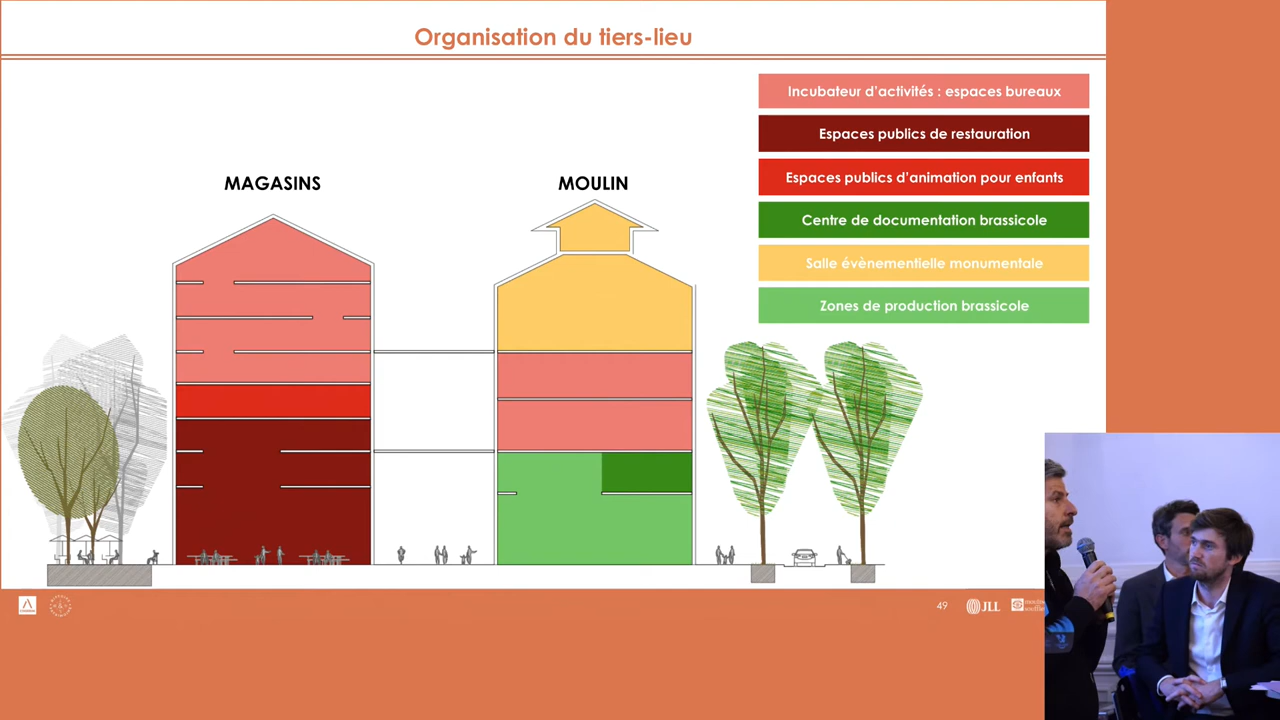 Organisation du tiers-lieu
Incubateur d'activités : espaces bureaux
Espaces publics de restauration
Espaces publics d'animation pour enfants
Centre de documentation brassicole
Salle évènementielle monumentale
Zones de production brassicole
MAGASINS
MOULIN
49
JLL